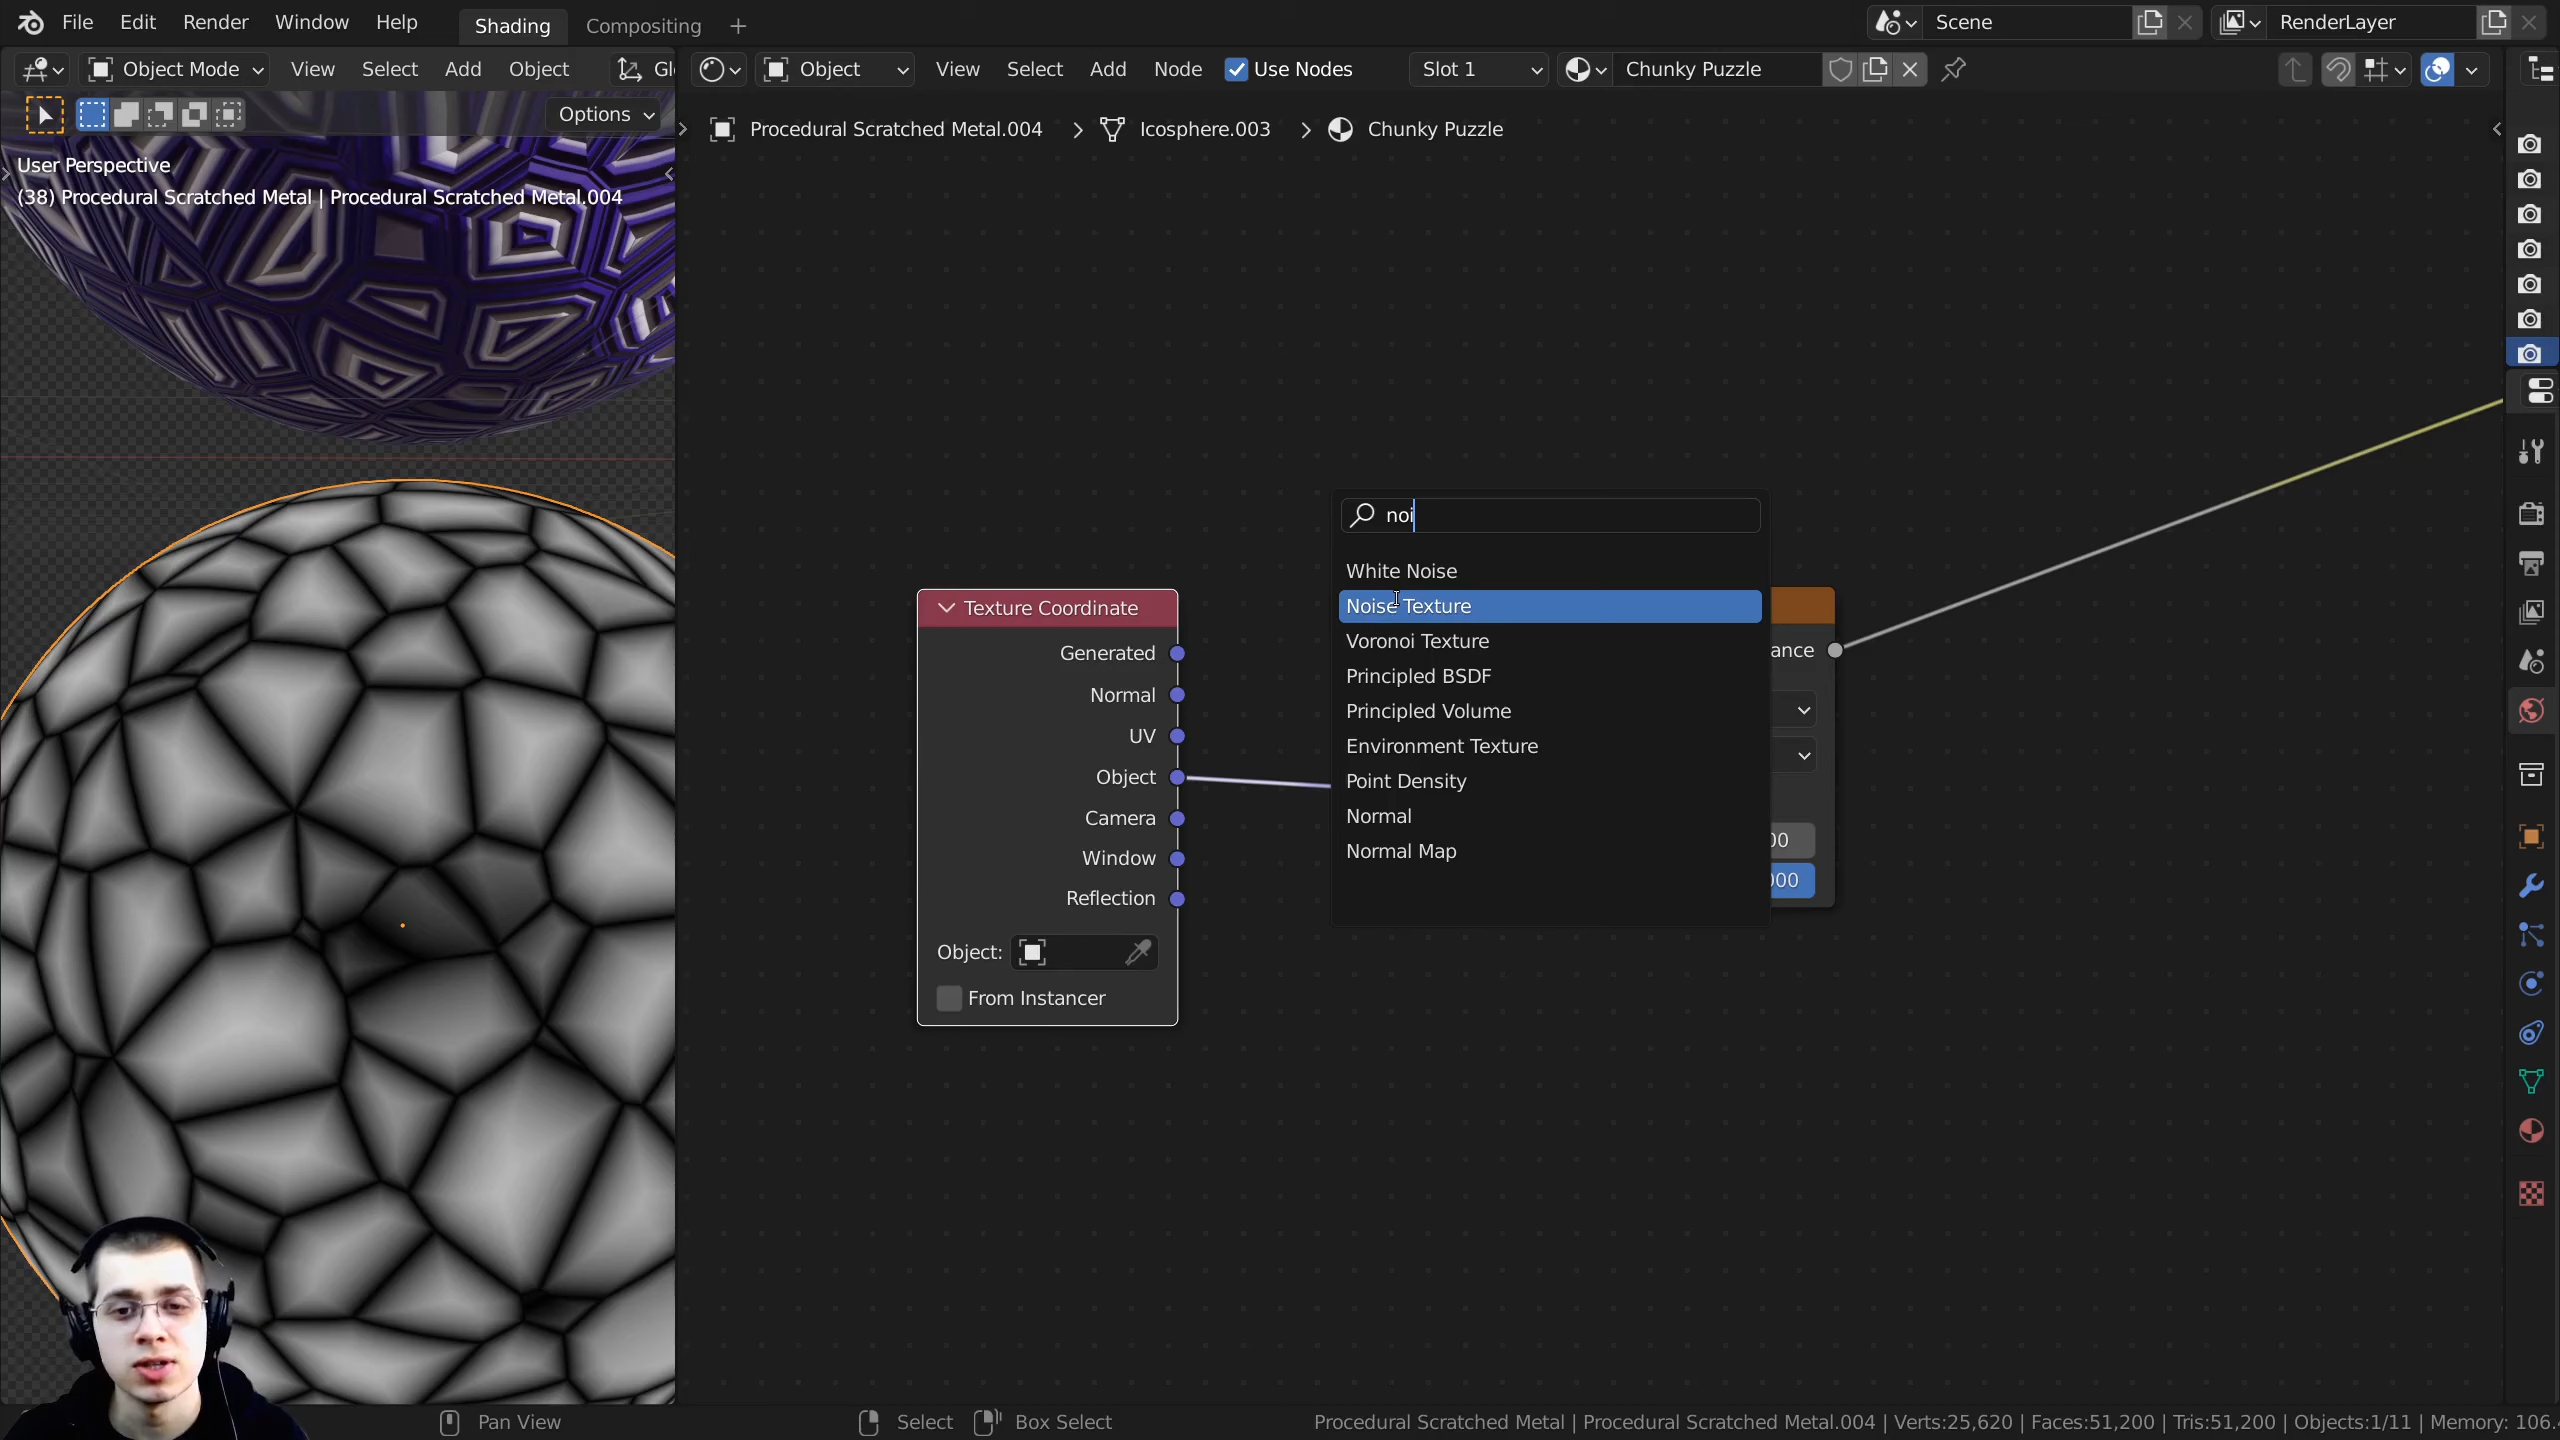 File Edit Render Window Help Shading Compositing + Scene RenderLayer
Object Mode View Select Add Object Gl Object View Select Add Node Use Nodes Slot 1 Chunky Puzzle
Options
Procedural Scratched Metal.004 > Icosphere.003 > Chunky Puzzle
User Perspective
(38) Procedural Scratched Metal | Procedural Scratched Metal.004
noi
White Noise
Noise Texture
Voronoi Texture
Principled BSDF
Principled Volume
Environment Texture
Point Density
Normal
Normal Map
Texture Coordinate
Generated
Normal
UV
Object
Camera
Window
Reflection
Object:
From Instancer
ance
00
000
Pan View Select Box Select Procedural Scratched Metal | Procedural Scratched Metal.004 | Verts:25,620 | Faces:51,200 | Tris:51,200 | Objects:1/11 | Memory: 106.